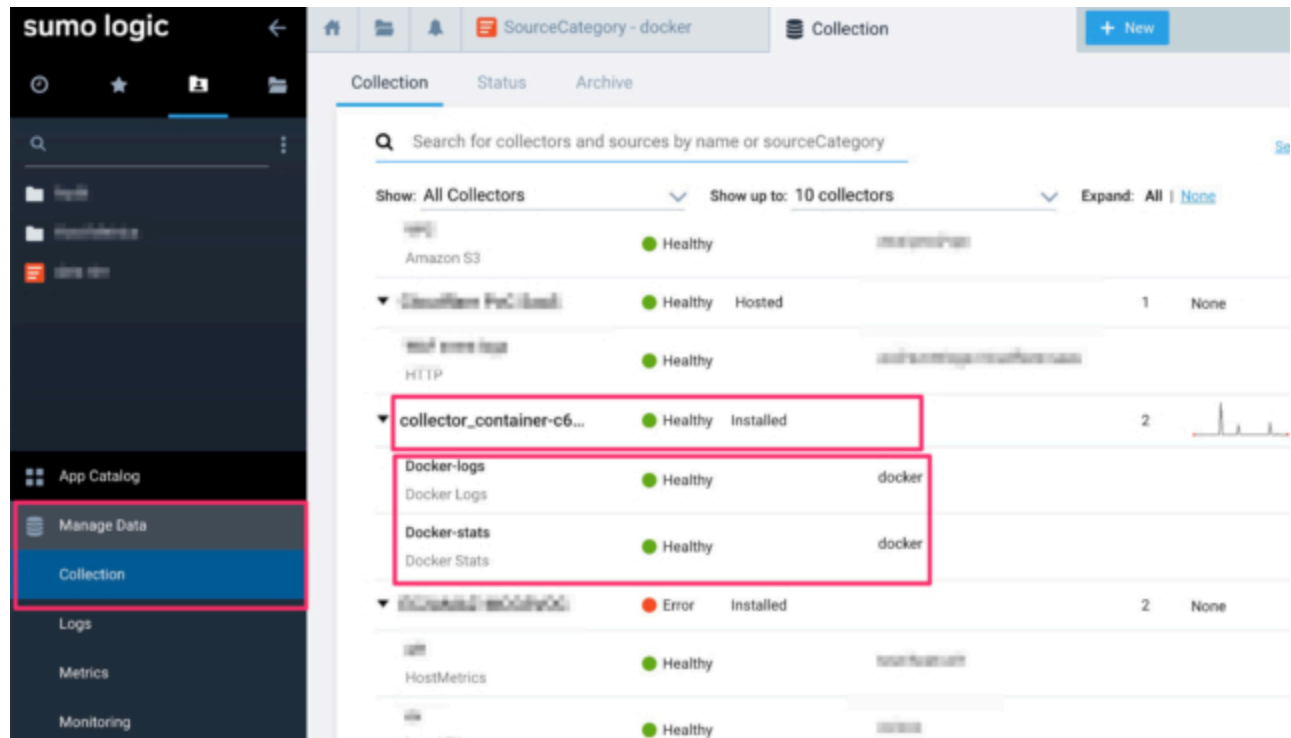 sumo logic
SourceCategory - docker
Collection
+ New
Collection
Status
Archive
Search for collectors and sources by name or sourceCategory
Se
Show: All Collectors
Show up to: 10 collectors
Expand: All | None
Healthy
Amazon S3
Healthy Hosted 1 None
Healthy
HTTP
collector_container-c6... Healthy Installed 2
Docker-logs
Docker Logs
Healthy
docker
Docker-stats
Docker Stats
Healthy
docker
Error Installed 2 None
Healthy
HostMetrics
Healthy
App Catalog
Manage Data
Collection
Logs
Metrics
Monitoring